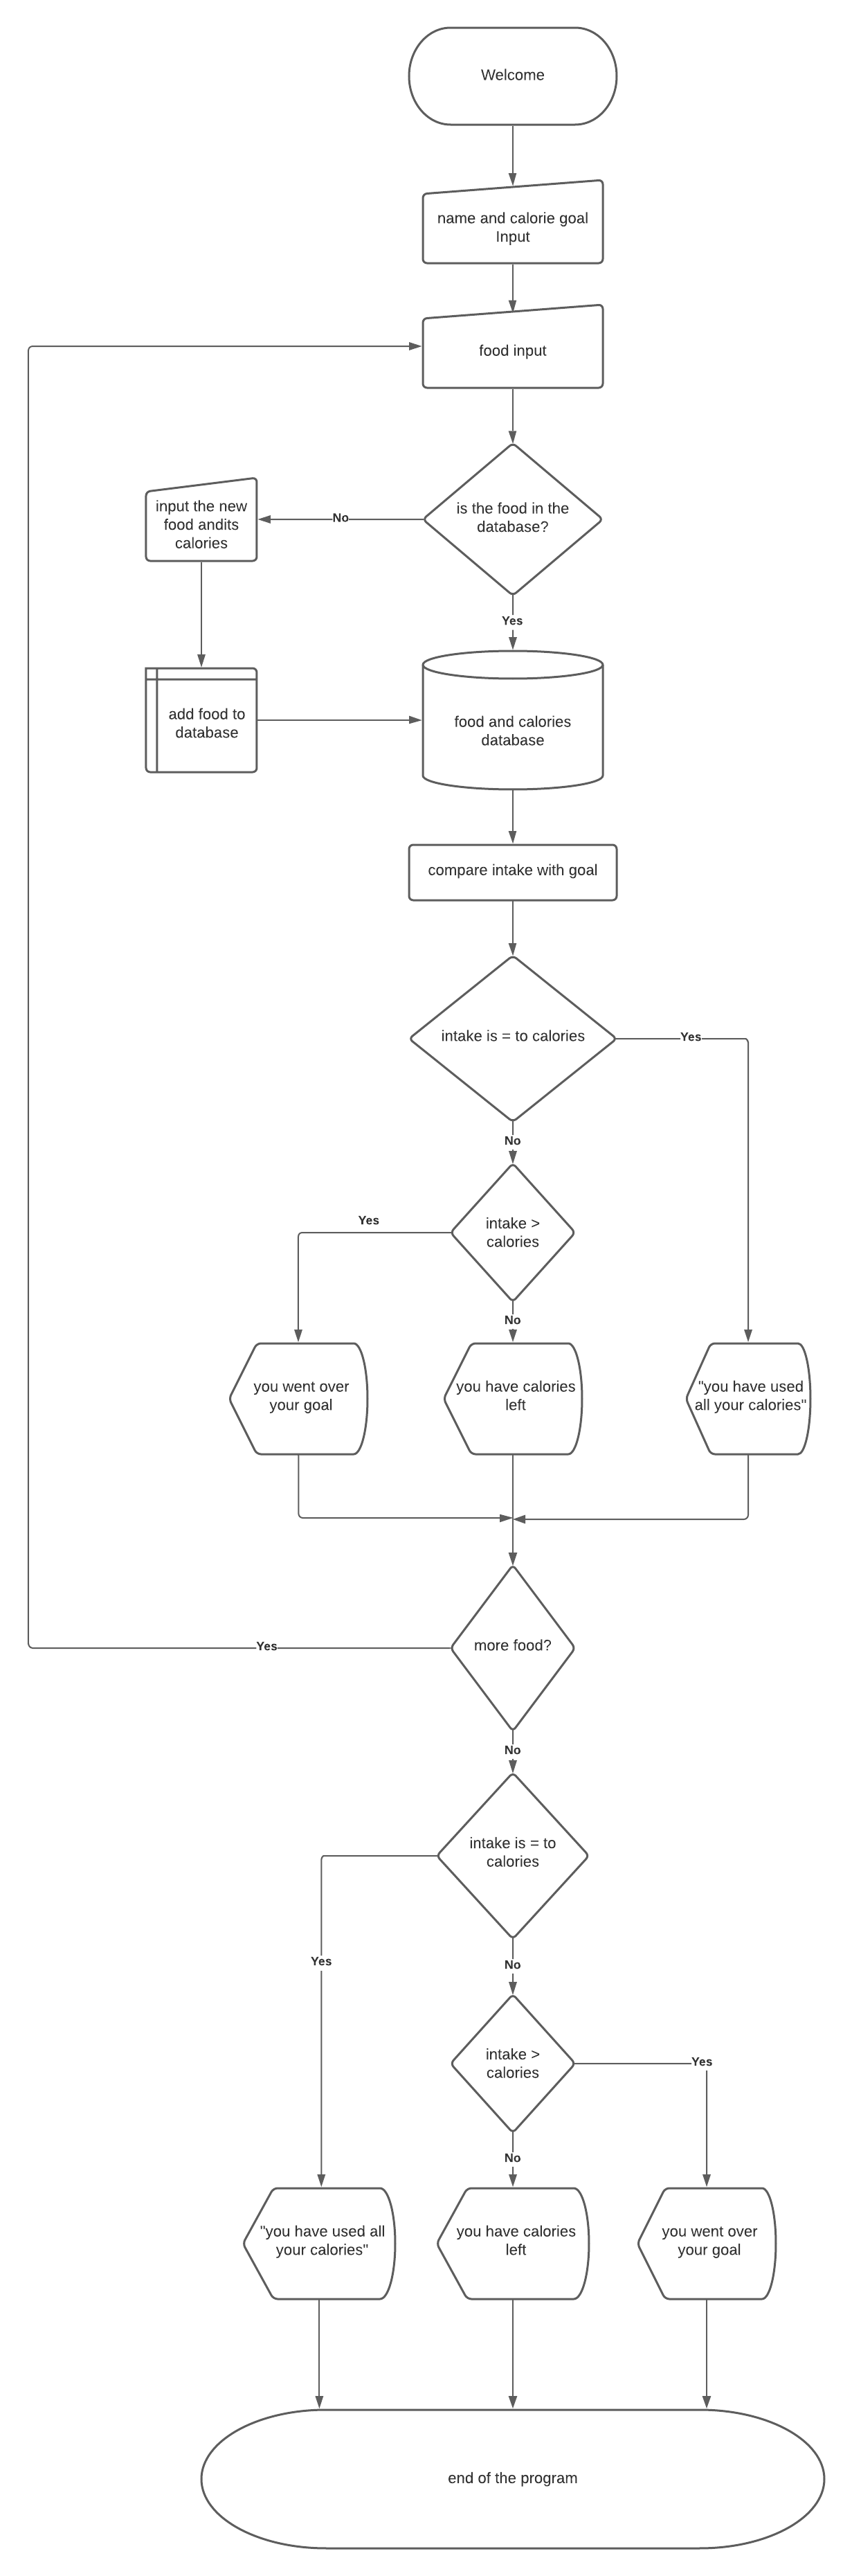 Welcome
name and calorie goal
Input
food input
is the food in the
database?
No
input the new
food andits
calories
Yes
add food to
database
food and calories
database
compare intake with goal
intake is = to calories
Yes
No
intake >
calories
Yes
No
you went over
your goal
you have calories
left
"you have used
all your calories"
more food?
Yes
No
intake is = to
calories
Yes
No
intake >
calories
Yes
No
"you have used all
your calories"
you have calories
left
you went over
your goal
end of the program